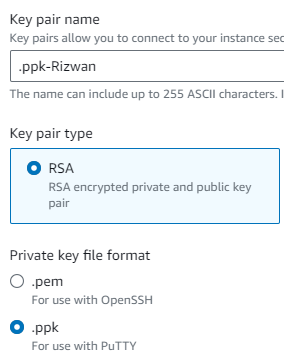 Key pair name
Key pairs allow you to connect to your instance sec
.ppk-Rizwan
The name can include up to 255 ASCII characters. I
Key pair type
RSA
RSA encrypted private and public key
pair
Private key file format
.pem
For use with OpenSSH
.ppk
For use with PuTTY